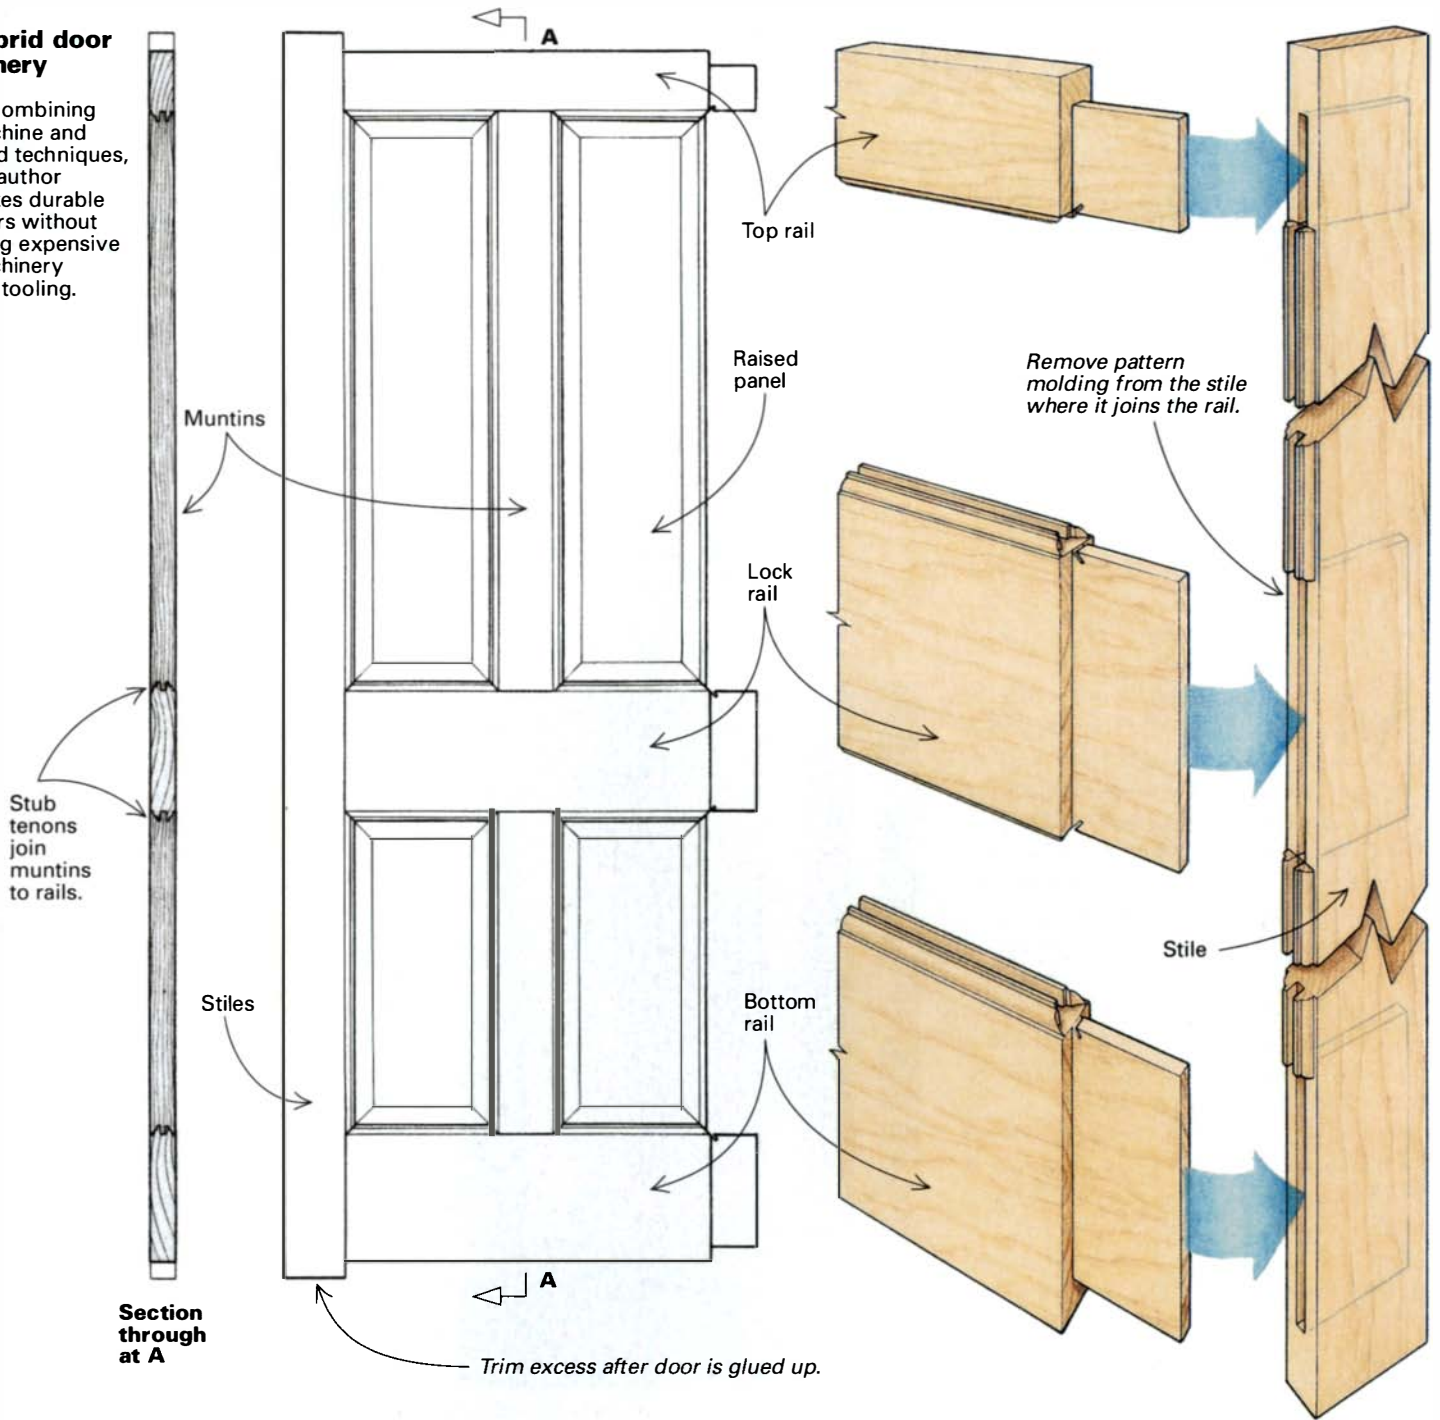 brid door
nery
ombining
chine and
d techniques,
author
es durable
rs without
g expensive
chinery
tooling.
A
Top rail
Raised
panel
Remove pattern
molding from the stile
where it joins the rail.
Muntins
Lock
rail
Stub
tenons
join
muntins
to rails.
Stile
Stiles
Bottom
rail
A
Section
through
at A
Trim excess after door is glued up.